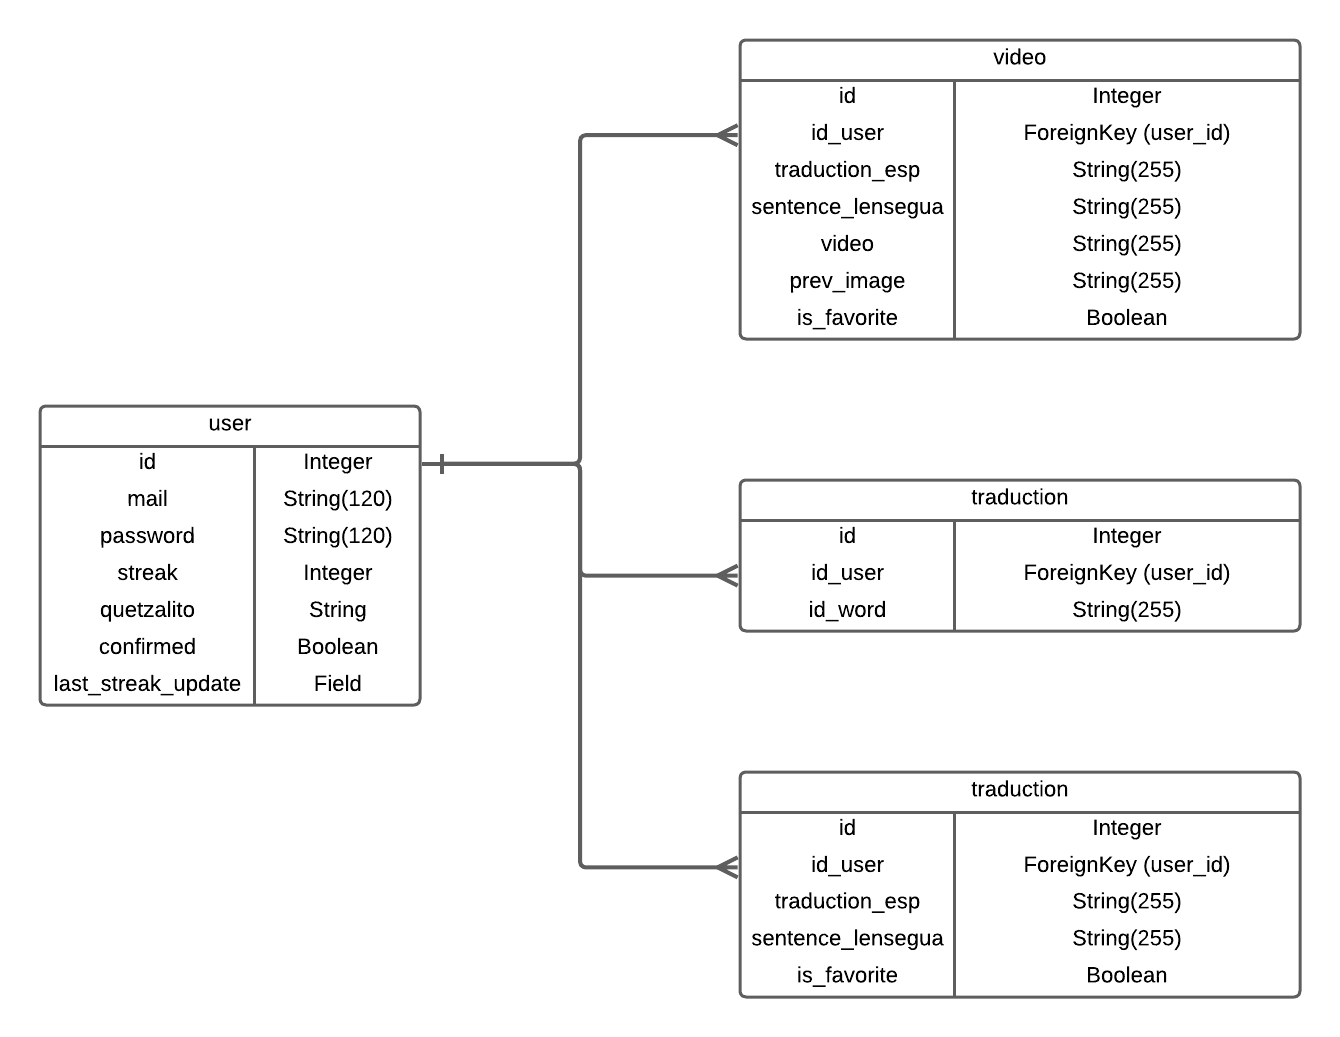 user
id Integer
mail String(120)
password String(120)
streak Integer
quetzalito String
confirmed Boolean
last_streak_update Field
video
id Integer
id_user ForeignKey (user_id)
traduction_esp String(255)
sentence_lensegua String(255)
video String(255)
prev_image String(255)
is_favorite Boolean
traduction
id Integer
id_user ForeignKey (user_id)
id_word String(255)
traduction
id Integer
id_user ForeignKey (user_id)
traduction_esp String(255)
sentence_lensegua String(255)
is_favorite Boolean